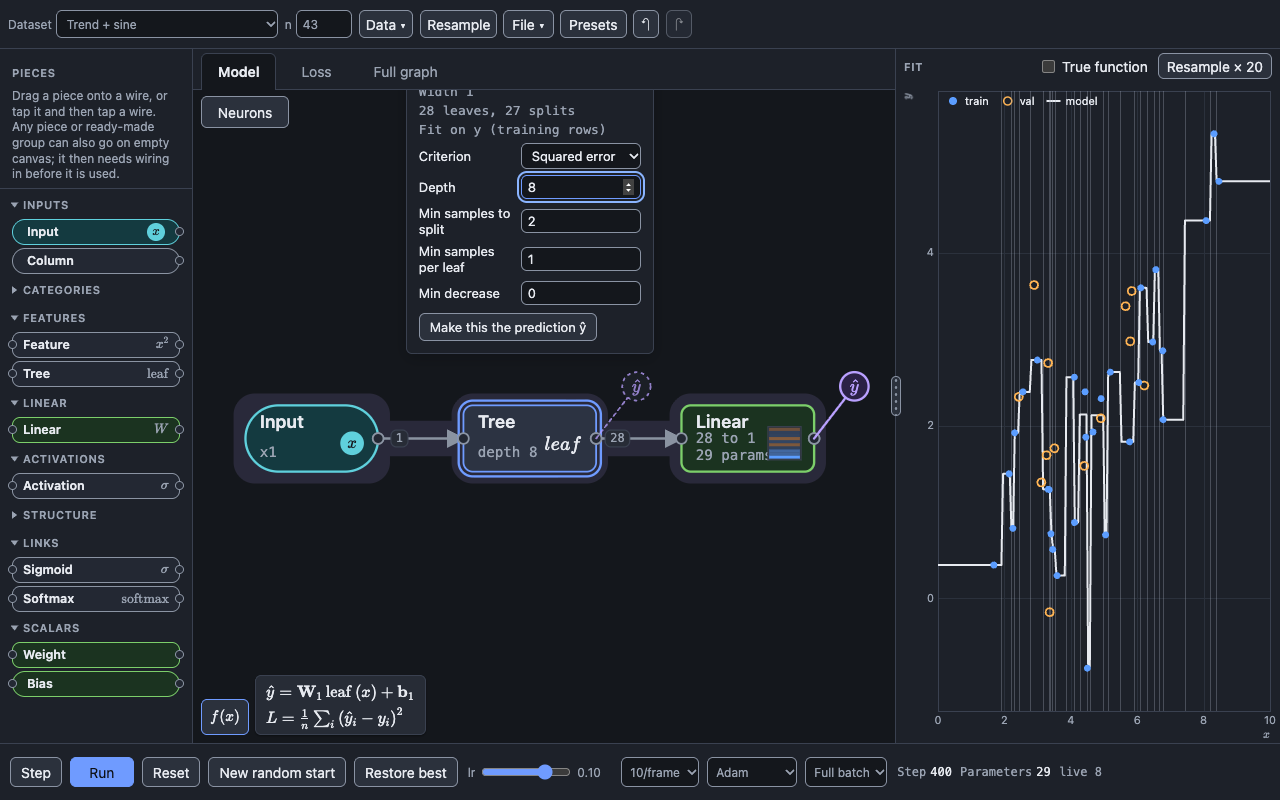 Dataset Trend + sine n 43 Data ▾ Resample File ▾ Presets
PIECES
Drag a piece onto a wire, or
tap it and then tap a wire.
Any piece or ready-made
group can also go on empty
canvas; it then needs wiring
in before it is used.
INPUTS
Input x
Column
CATEGORIES
FEATURES
Feature x²
Tree leaf
LINEAR
Linear W
ACTIVATIONS
Activation σ
STRUCTURE
LINKS
Sigmoid σ
Softmax softmax
SCALARS
Weight
Bias
Model Loss Full graph
Neurons
Width 1
28 leaves, 27 splits
Fit on y (training rows)
Criterion Squared error
Depth 8
Min samples to
split
2
Min samples
per leaf
1
Min decrease 0
Make this the prediction ŷ
Input
x1
x
1
Tree
depth 8
leaf
ŷ
28
Linear
28 to 1
29 params
ŷ
f(x)
ŷ = W₁ leaf (x) + b₁
L = 1/n ∑ᵢ (ŷᵢ − yᵢ)²
FIT True function Resample × 20
y
train val model
4
2
0
0 2 4 6 8 10
x
Step Run Reset New random start Restore best lr 0.10 10/frame Adam Full batch Step 400 Parameters 29 live 8